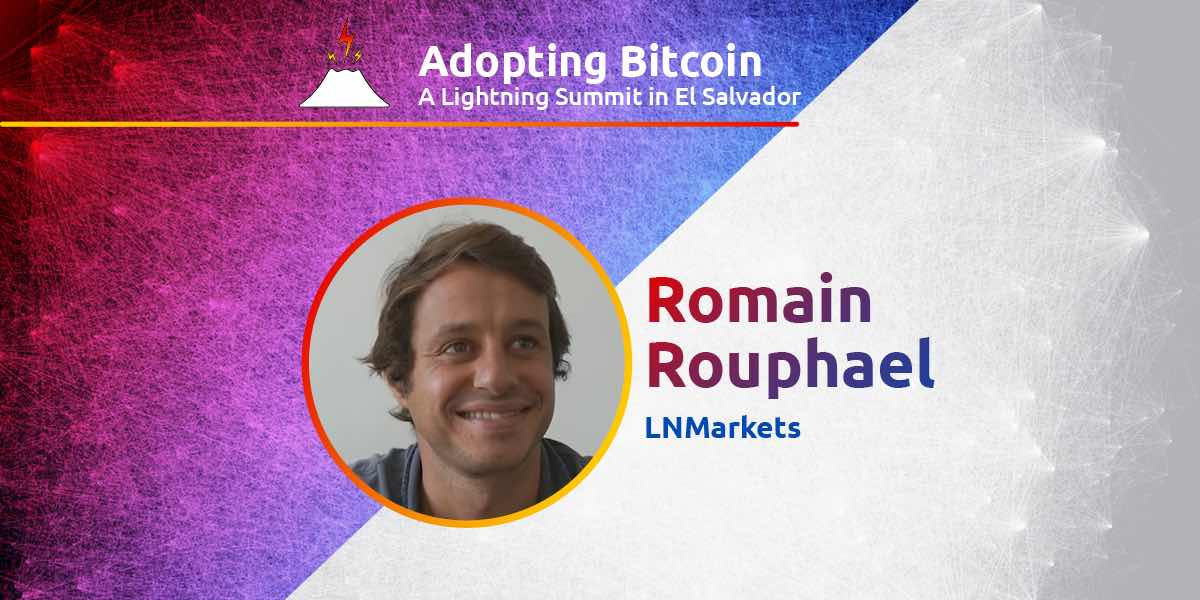 Adopting Bitcoin
A Lightning Summit in El Salvador
Romain
Rouphael
LNMarkets